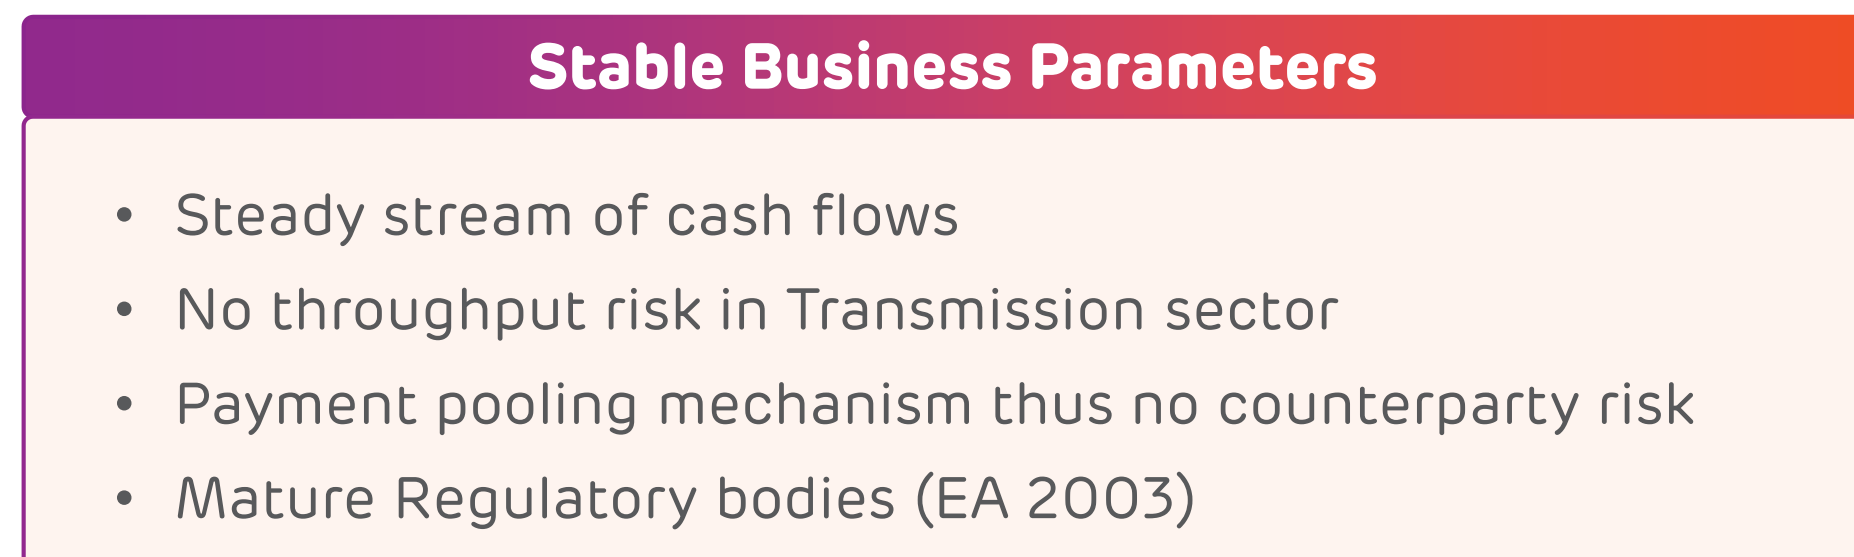 Stable Business Parameters
• Steady stream of cash flows
• No throughput risk in Transmission sector
• Payment pooling mechanism thus no counterparty risk
• Mature Regulatory bodies (EA 2003)